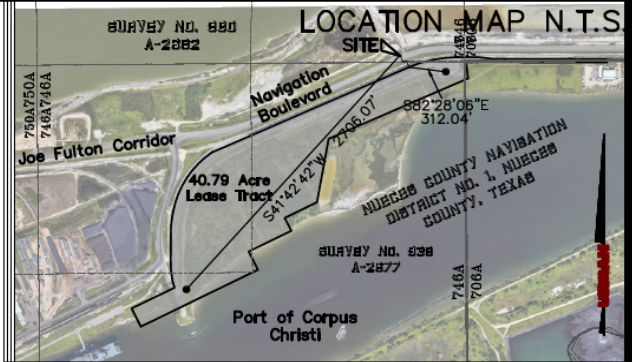 LOCATION MAP N.T.S.
SURVEY NO. 880
A-2882
SITE
Navigation
Boulevard
Joe Fulton Corridor
S82°28'06"E
312.04'
S41°42'42"W 2706.07'
40.79 Acre
Lease Tract
NUECES COUNTY NAVIGATION
DISTRICT NO. 1, NUECES
COUNTY, TEXAS
SURVEY NO. 938
A-2877
Port of Corpus
Christi
750A
750A
746A
746A
746A
706A